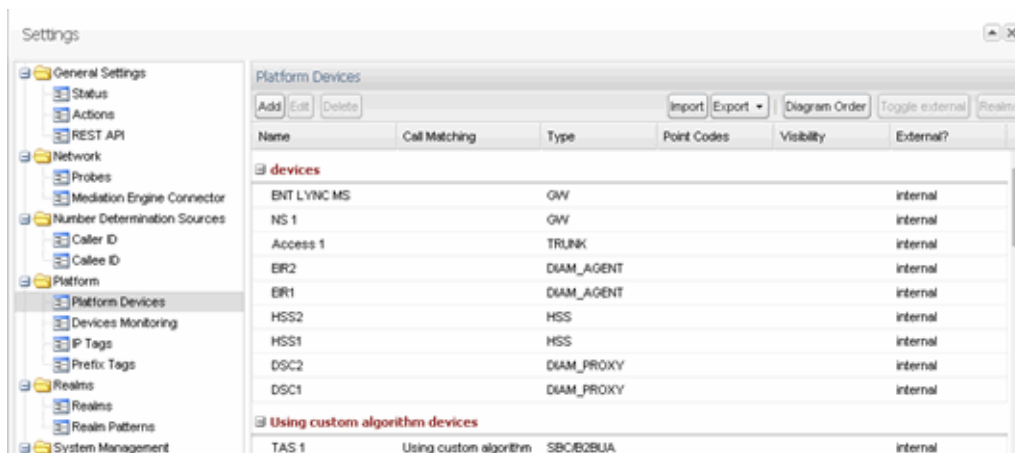 Settings
General Settings
Status
Actions
REST API
Network
Probes
Mediation Engine Connector
Number Determination Sources
Caller ID
Callee ID
Platform
Platform Devices
Devices Monitoring
IP Tags
Prefix Tags
Realms
Realms
Realm Patterns
System Management
Platform Devices
Add Edit Delete Import Export Diagram Order Toggle external Realm
Name Call Matching Type Point Codes Visibility External?
devices
ENT LYNC MS GW internal
NS 1 GW internal
Access 1 TRUNK internal
EIR2 DIAM_AGENT internal
EIR1 DIAM_AGENT internal
HSS2 HSS internal
HSS1 HSS internal
DSC2 DIAM_PROXY internal
DSC1 DIAM_PROXY internal
Using custom algorithm devices
TAS 1 Using custom algorithm SBC/B2BUA internal